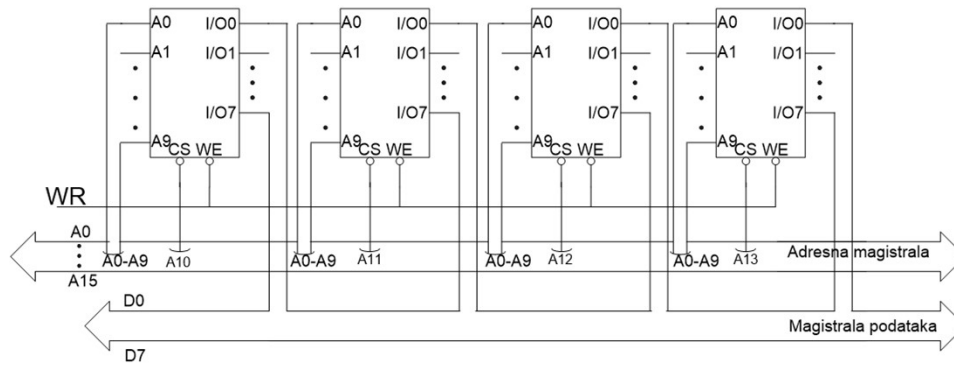 A0 I/O0 A0 I/O0 A0 I/O0 A0 I/O0
A1 I/O1 A1 I/O1 A1 I/O1 A1 I/O1
I/O7 I/O7 I/O7 I/O7
A9 A9 A9 A9
CS WE CS WE CS WE CS WE
WR
A0
A0-A9 A10 A0-A9 A11 A0-A9 A12 A0-A9 A13 Adresna magistrala
A15
D0
Magistrala podataka
D7